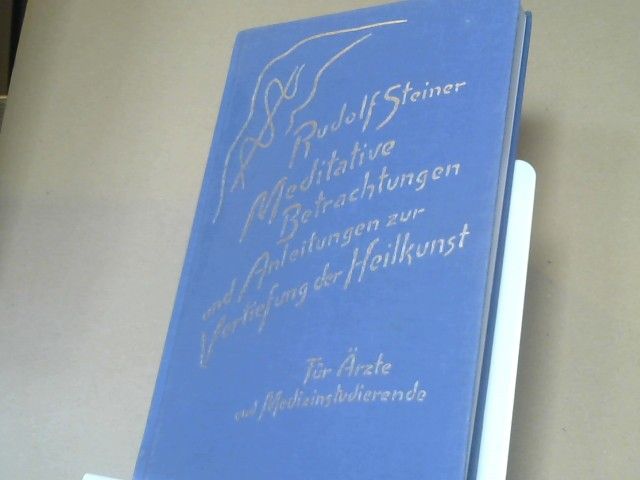 Rudolf Steiner
Meditative
Betrachtungen
und Anleitungen zur
Vertiefung der Heilkunst
Für Ärzte
und Medizinstudierende